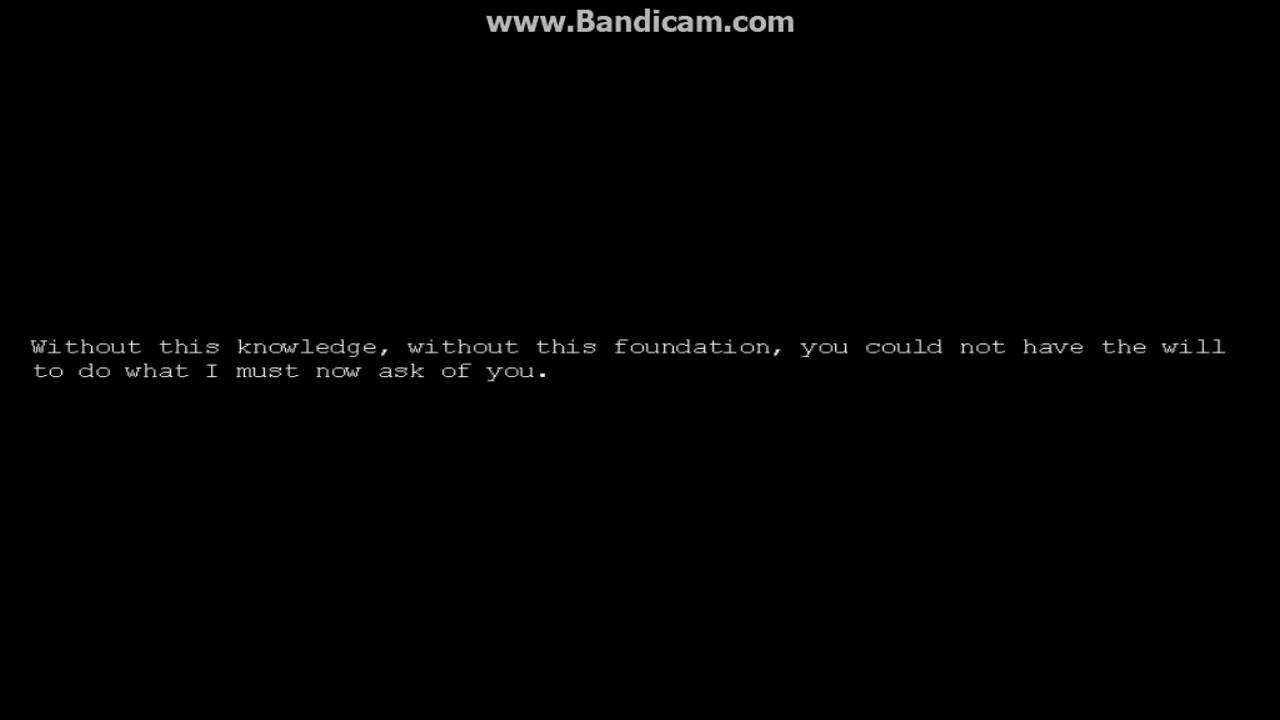 www.Bandicam.com
Without this knowledge, without this foundation, you could not have the will
to do what I must now ask of you.